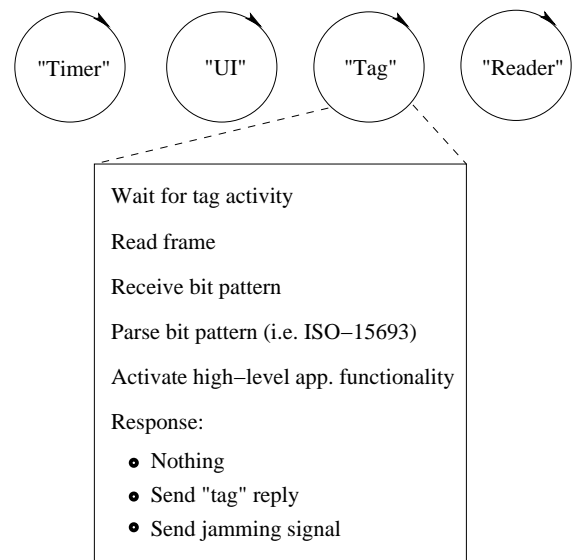 "Timer" "UI" "Tag" "Reader"
Wait for tag activity
Read frame
Receive bit pattern
Parse bit pattern (i.e. ISO−15693)
Activate high−level app. functionality
Response:
Nothing
Send "tag" reply
Send jamming signal